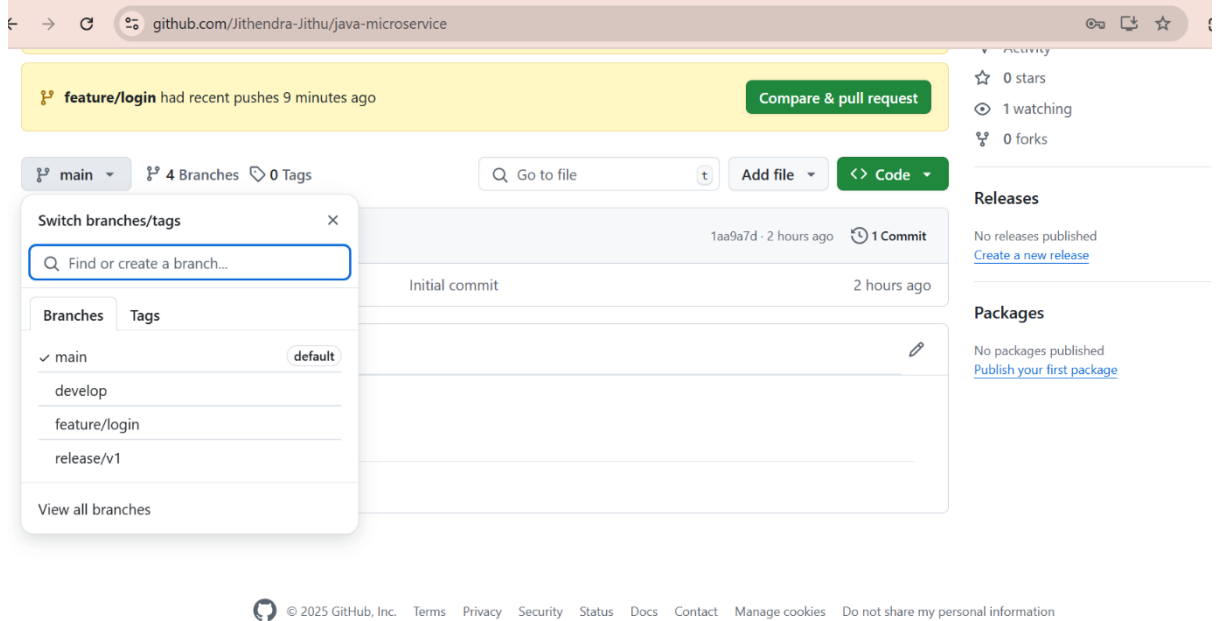 github.com/Jithendra-Jithu/java-microservice
Activity
feature/login had recent pushes 9 minutes ago
Compare & pull request
0 stars
1 watching
0 forks
main
4 Branches
0 Tags
Go to file
t
Add file
Code
Switch branches/tags
Find or create a branch...
Branches
Tags
main
default
develop
feature/login
release/v1
View all branches
1aa9a7d · 2 hours ago
1 Commit
Initial commit
2 hours ago
Releases
No releases published
Create a new release
Packages
No packages published
Publish your first package
© 2025 GitHub, Inc. Terms Privacy Security Status Docs Contact Manage cookies Do not share my personal information